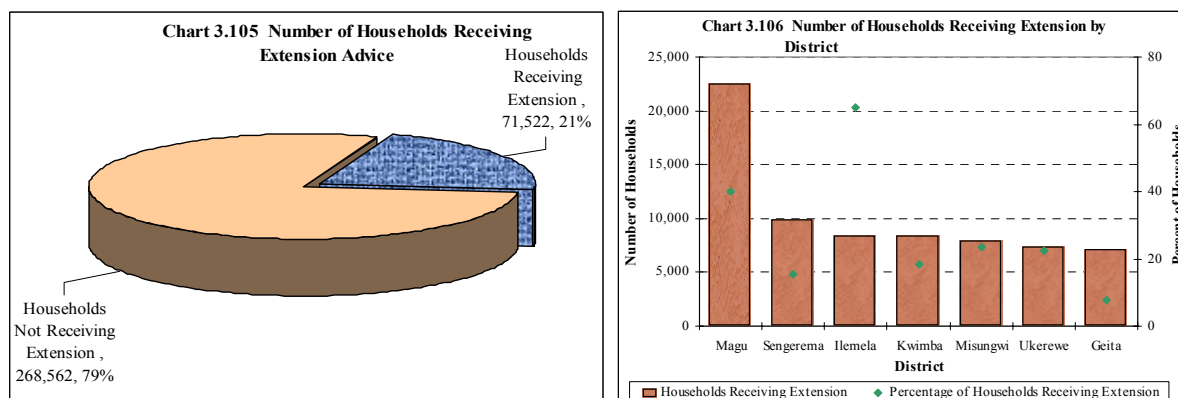 Chart 3.105 Number of Households Receiving
Extension Advice
Households
Receiving
Extension ,
71,522, 21%
Households
Not Receiving
Extension ,
268,562, 79%
Chart 3.106 Number of Households Receiving Extension by
District
25,000
20,000
15,000
10,000
5,000
0
Number of Households
80
60
40
20
0
Percent of Households
Magu Sengerema Ilemela Kwimba Misungwi Ukerewe Geita
District
Households Receiving Extension Percentage of Households Receiving Extension